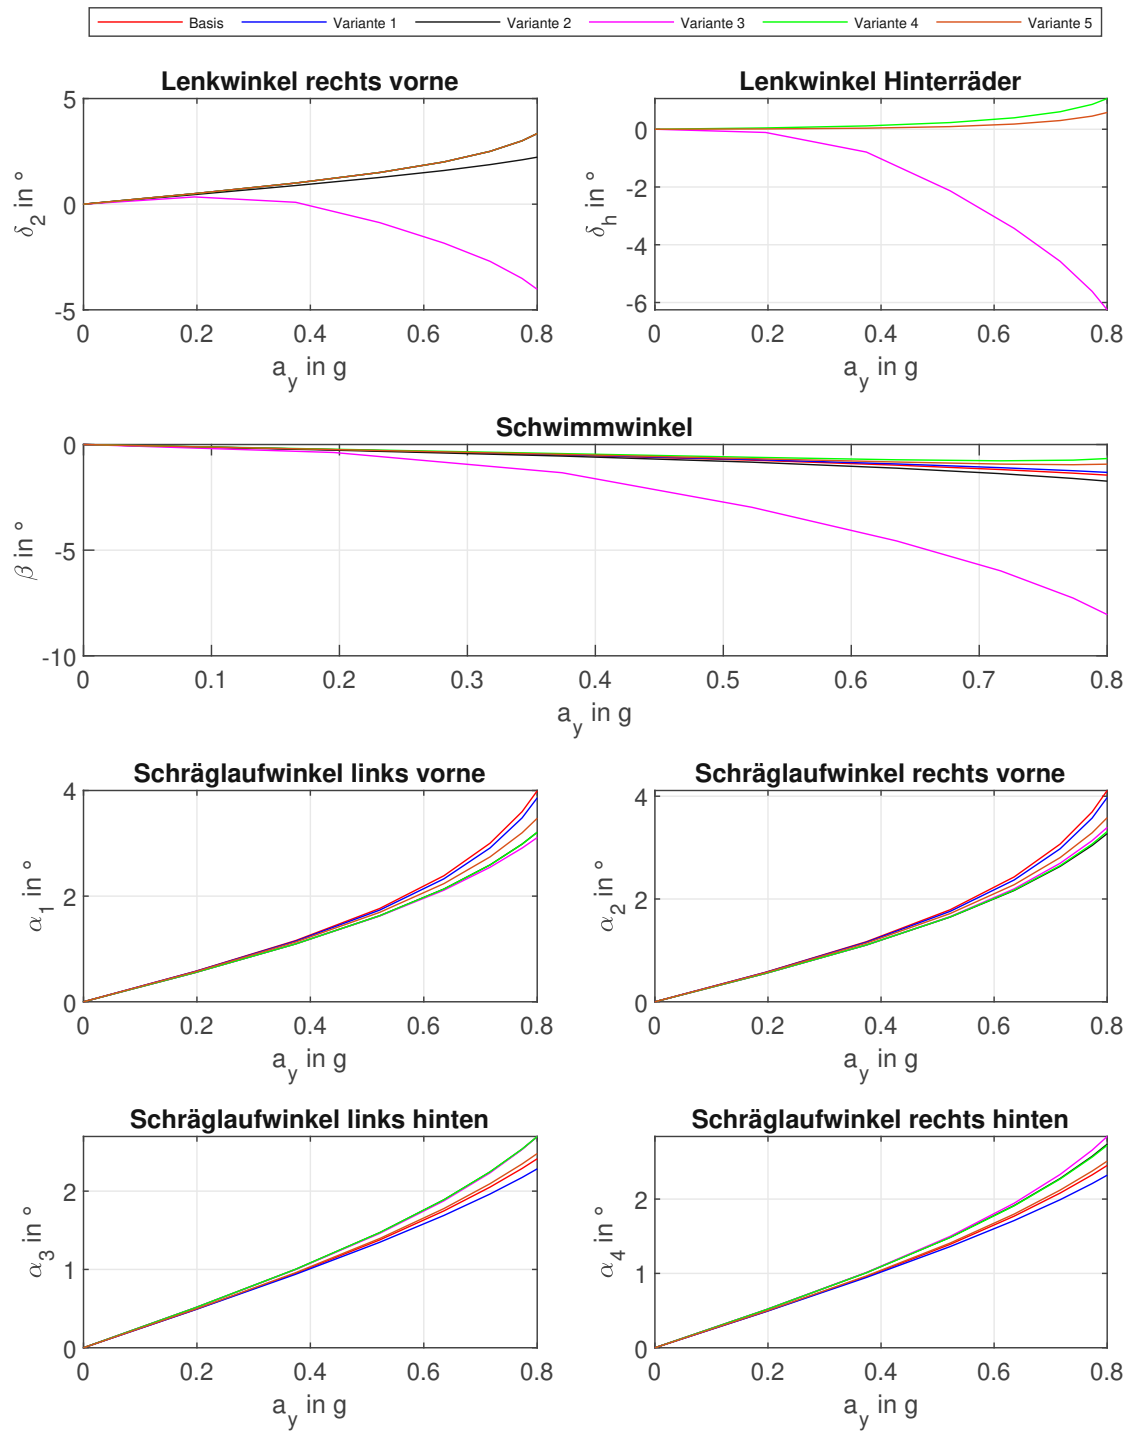 Basis Variante 1 Variante 2 Variante 3 Variante 4 Variante 5
Lenkwinkel rechts vorne
5
0
-5
δ2 in °
0 0.2 0.4 0.6 0.8
ay in g
Lenkwinkel Hinterräder
0
-2
-4
-6
δh in °
0 0.2 0.4 0.6 0.8
ay in g
Schwimmwinkel
0
-5
-10
β in °
0 0.1 0.2 0.3 0.4 0.5 0.6 0.7 0.8
ay in g
Schräglaufwinkel links vorne
4
2
0
α1 in °
0 0.2 0.4 0.6 0.8
ay in g
Schräglaufwinkel rechts vorne
4
2
0
α2 in °
0 0.2 0.4 0.6 0.8
ay in g
Schräglaufwinkel links hinten
2
1
0
α3 in °
0 0.2 0.4 0.6 0.8
ay in g
Schräglaufwinkel rechts hinten
2
1
0
α4 in °
0 0.2 0.4 0.6 0.8
ay in g